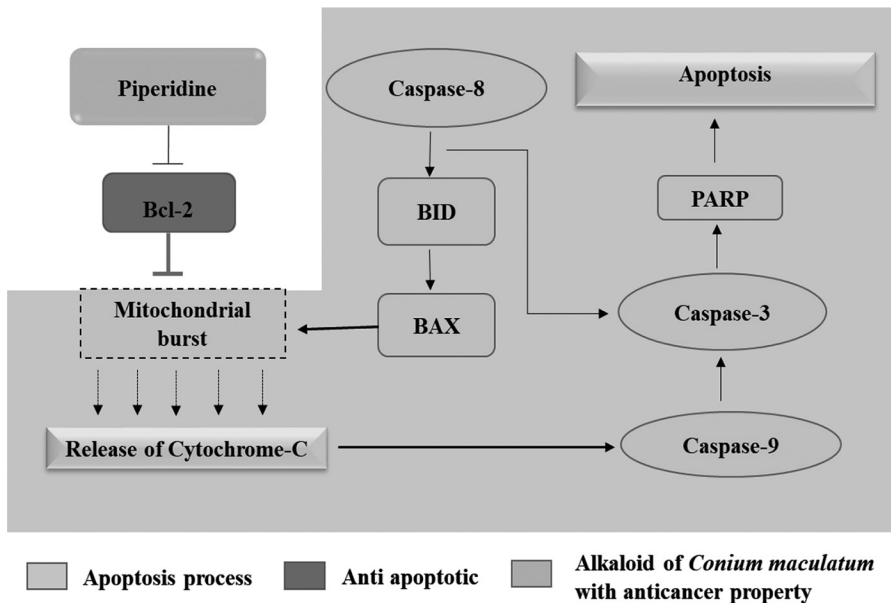 Piperidine
Caspase-8
Apoptosis
Bcl-2
BID
PARP
Mitochondrial
burst
BAX
Caspase-3
Release of Cytochrome-C
Caspase-9
Apoptosis process
Anti apoptotic
Alkaloid of Conium maculatum
with anticancer property